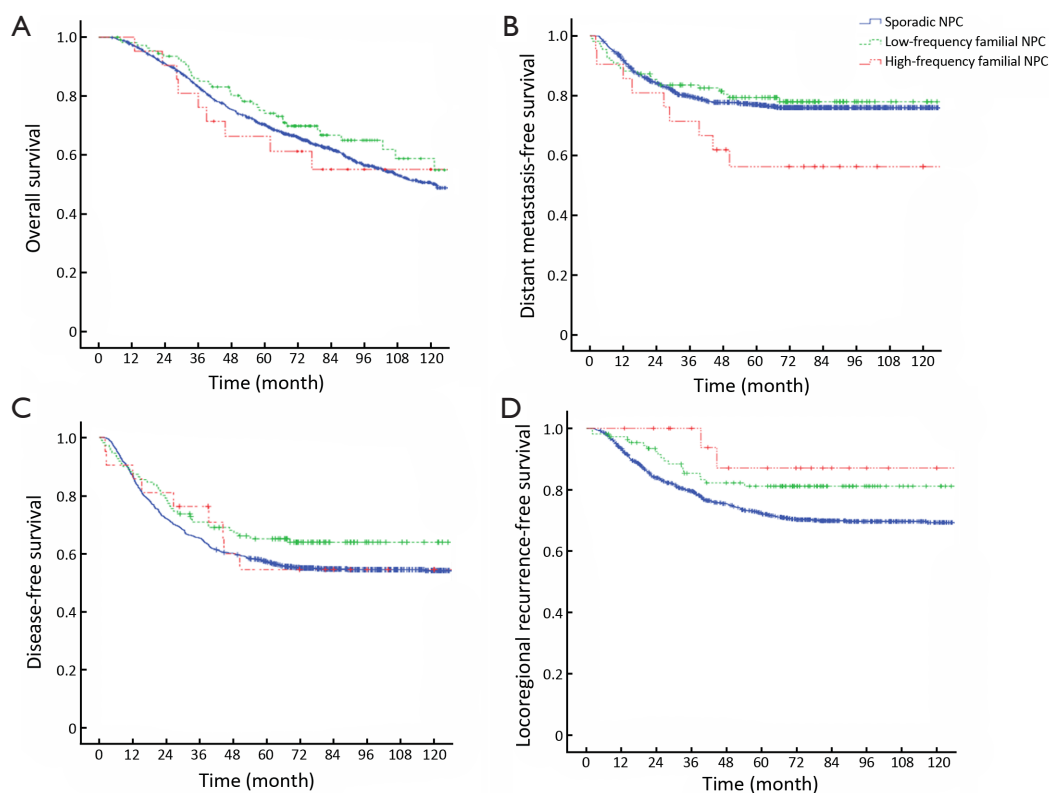 A
Overall survival
1.0
0.8
0.6
0.4
0.2
0
0 12 24 36 48 60 72 84 96 108 120
Time (month)
B
Distant metastasis-free survival
1.0
0.8
0.6
0.4
0.2
0
0 12 24 36 48 60 72 84 96 108 120
Time (month)
Sporadic NPC
Low-frequency familial NPC
High-frequency familial NPC
C
Disease-free survival
1.0
0.8
0.6
0.4
0.2
0
0 12 24 36 48 60 72 84 96 108 120
Time (month)
D
Locoregional recurrence-free survival
1.0
0.8
0.6
0.4
0.2
0
0 12 24 36 48 60 72 84 96 108 120
Time (month)